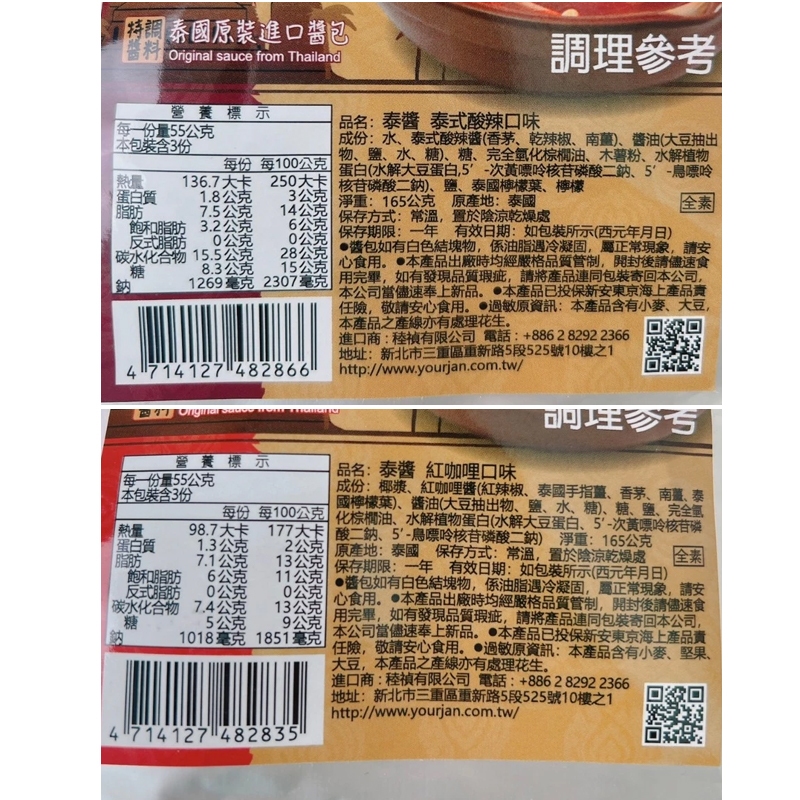 特調醬料 泰國原裝進口醬包
Original sauce from Thailand
調理參考
營養標示
每一份量55公克
本包裝含3份
每份 每100公克
熱量 136.7大卡 250大卡
蛋白質 1.8公克 3公克
脂肪 7.5公克 14公克
飽和脂肪 3.2公克 6公克
反式脂肪 0公克 0公克
碳水化合物 15.5公克 28公克
糖 8.3公克 15公克
鈉 1269毫克 2307毫克
4 714127 482866
品名：泰醬 泰式酸辣口味
成份：水、泰式酸辣醬(香茅、乾辣椒、南薑)、醬油(大豆抽出
物、鹽、水、糖)、糖、完全氫化棕櫚油、木薯粉、水解植物
蛋白(水解大豆蛋白,5’-次黃嘌呤核苷磷酸二鈉、5’-鳥嘌呤
核苷磷酸二鈉)、鹽、泰國檸檬葉、檸檬
淨重：165公克 原產地：泰國 全素
保存方式：常溫，置於陰涼乾燥處
保存期限：一年 有效日期：如包裝所示(西元年月日)
●醬包如有白色結塊物，係油脂遇冷凝固，屬正常現象，請安
心食用。●本產品出廠時均經嚴格品質管制，開封後請儘速食
用完畢，如有發現品質瑕疵，請將產品連同包裝寄回本公司，
本公司當儘速奉上新品。●本產品已投保新安東京海上產品責
任險，敬請安心食用。●過敏原資訊：本產品含有小麥、大豆，
本產品之產線亦有處理花生。
進口商：稑禎有限公司 電話：+886 2 8292 2366
地址：新北市三重區重新路5段525號10樓之1
http://www.yourjan.com.tw/
醬料 Original sauce from Thailand
調理參考
營養標示
每一份量55公克
本包裝含3份
每份 每100公克
熱量 98.7大卡 177大卡
蛋白質 1.3公克 2公克
脂肪 7.1公克 13公克
飽和脂肪 6公克 11公克
反式脂肪 0公克 0公克
碳水化合物 7.4公克 13公克
糖 5公克 9公克
鈉 1018毫克 1851毫克
4 714127 482835
品名：泰醬 紅咖哩口味
成份：椰漿、紅咖哩醬(紅辣椒、泰國手指薑、香茅、南薑、泰
國檸檬葉)、醬油(大豆抽出物、鹽、水、糖)、糖、鹽、完全氫
化棕櫚油、水解植物蛋白(水解大豆蛋白、5’-次黃嘌呤核苷磷
酸二鈉、5’-鳥嘌呤核苷磷酸二鈉) 淨重：165公克
原產地：泰國 保存方式：常溫，置於陰涼乾燥處 全素
保存期限：一年 有效日期：如包裝所示(西元年月日)
●醬包如有白色結塊物，係油脂遇冷凝固，屬正常現象，請安
心食用。●本產品出廠時均經嚴格品質管制，開封後請儘速食
用完畢，如有發現品質瑕疵，請將產品連同包裝寄回本公司，
本公司當儘速奉上新品。●本產品已投保新安東京海上產品責
任險，敬請安心食用。●過敏原資訊：本產品含有小麥、堅果、
大豆，本產品之產線亦有處理花生。
進口商：稑禎有限公司 電話：+886 2 8292 2366
地址：新北市三重區重新路5段525號10樓之1
http://www.yourjan.com.tw/